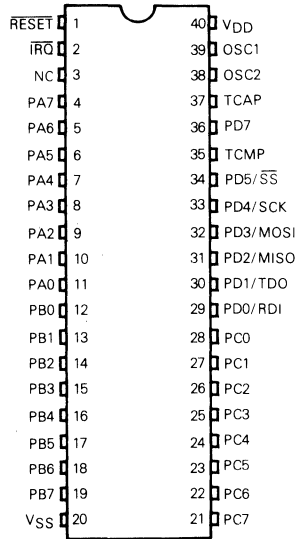 RESET 1 40 VDD
IRQ 2 39 OSC1
NC 3 38 OSC2
PA7 4 37 TCAP
PA6 5 36 PD7
PA5 6 35 TCMP
PA4 7 34 PD5/SS
PA3 8 33 PD4/SCK
PA2 9 32 PD3/MOSI
PA1 10 31 PD2/MISO
PA0 11 30 PD1/TDO
PB0 12 29 PD0/RDI
PB1 13 28 PC0
PB2 14 27 PC1
PB3 15 26 PC2
PB4 16 25 PC3
PB5 17 24 PC4
PB6 18 23 PC5
PB7 19 22 PC6
VSS 20 21 PC7